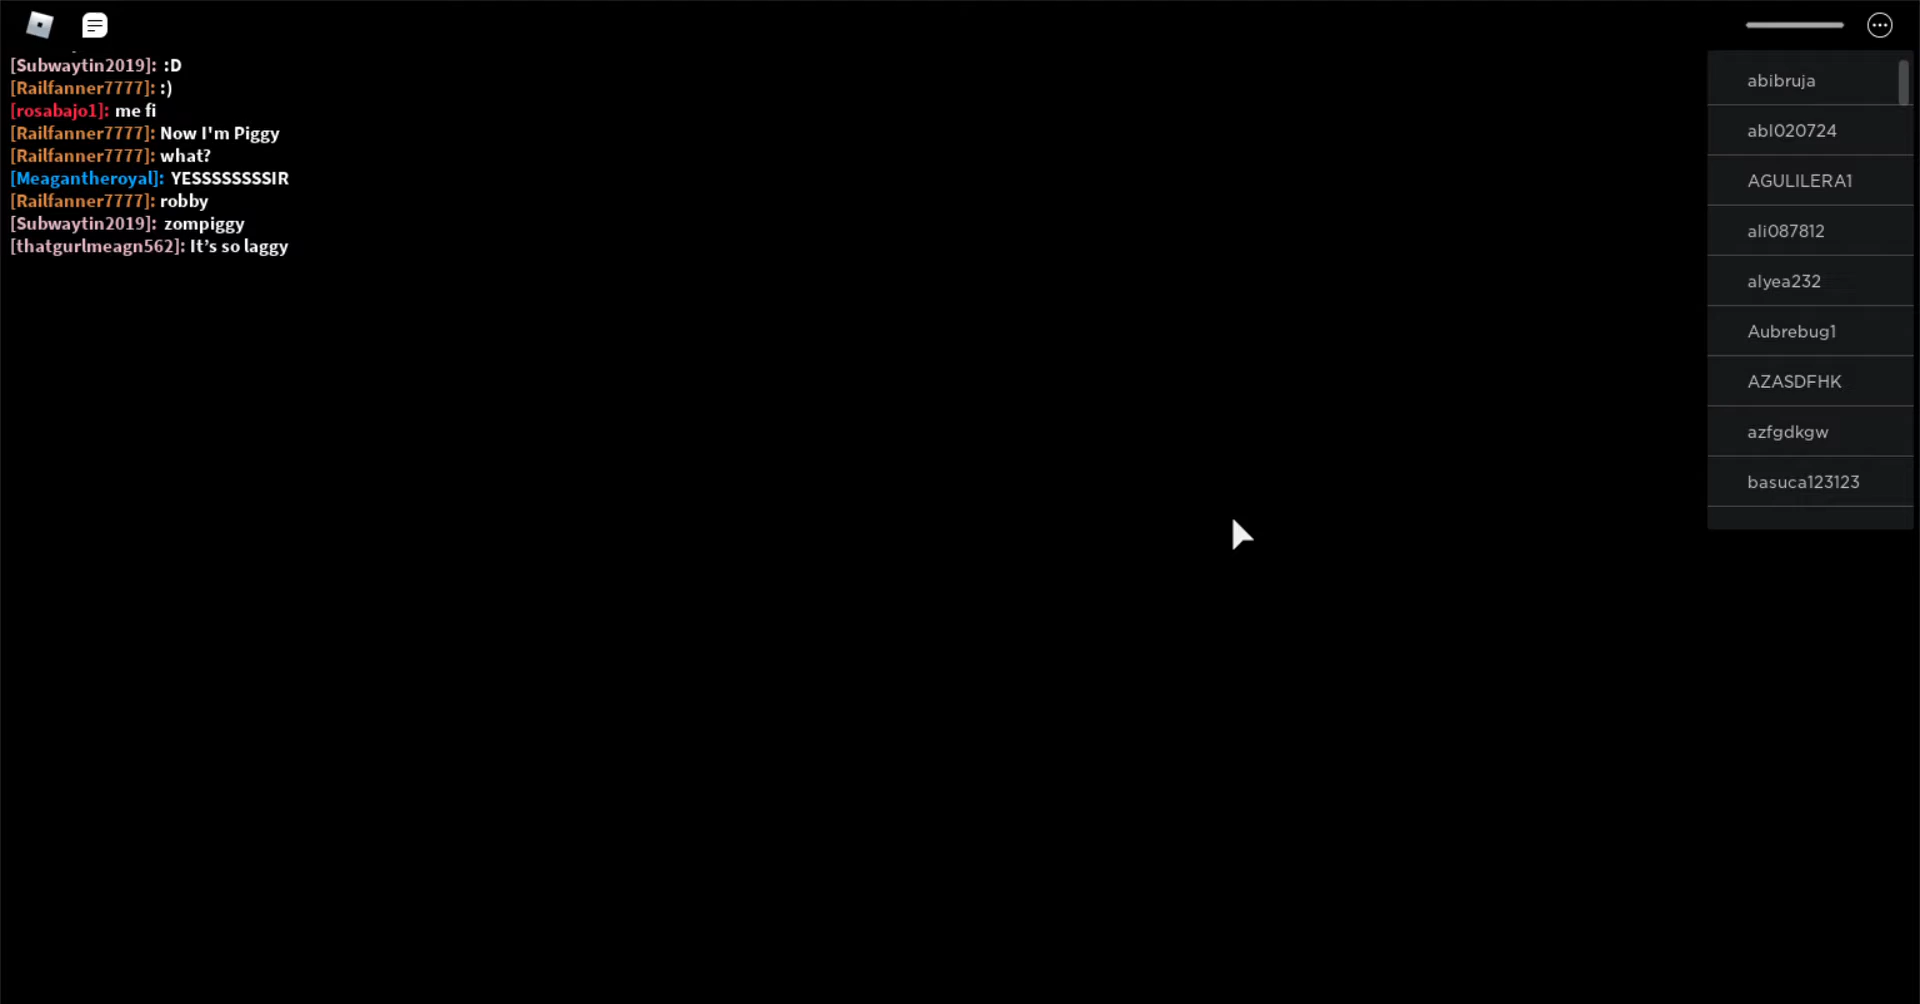 [Subwaytin2019]: :D
[Railfanner7777]: :)
[rosabajo1]: me fi
[Railfanner7777]: Now I'm Piggy
[Railfanner7777]: what?
[Meagantheroyal]: YESSSSSSSSIR
[Railfanner7777]: robby
[Subwaytin2019]: zompiggy
[thatgurlmeagn562]: It’s so laggy
abibruja
abl020724
AGULILERA1
ali087812
alyea232
Aubrebug1
AZASDFHK
azfgdkgw
basuca123123